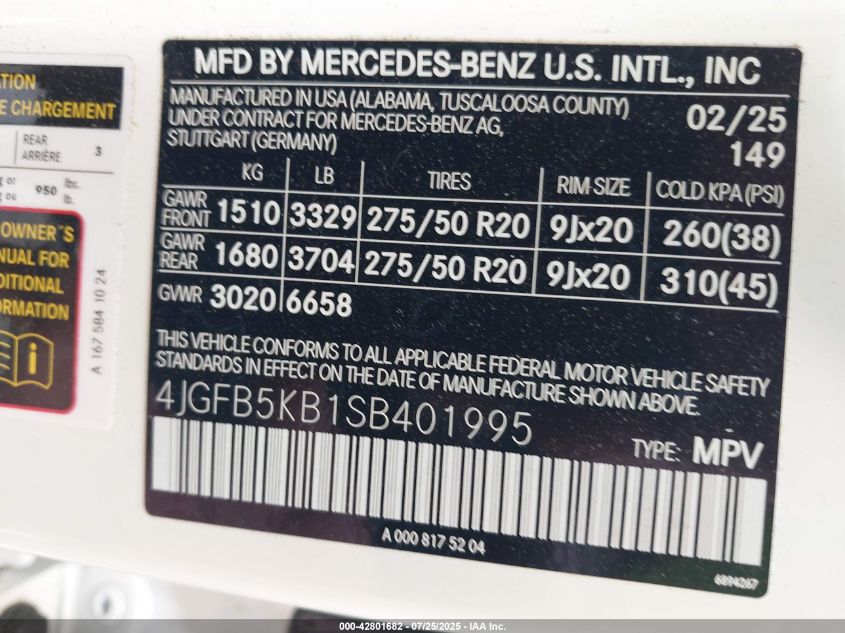 TION
E CHARGEMENT
REAR
ARRIÈRE
3
g or
950
lbs.
g ou
lb.
OWNER'S
ANUAL FOR
DITIONAL
ORMATION
A 167 584 10 24
MFD BY MERCEDES-BENZ U.S. INTL., INC
MANUFACTURED IN USA (ALABAMA, TUSCALOOSA COUNTY)
UNDER CONTRACT FOR MERCEDES-BENZ AG,
STUTTGART (GERMANY)
02/25
149
KG LB TIRES RIM-SIZE COLD KPA (PSI)
GAWR FRONT 1510 3329 275/50 R20 9Jx20 260(38)
GAWR REAR 1680 3704 275/50 R20 9Jx20 310(45)
GVWR 3020 6658
THIS VEHICLE CONFORMS TO ALL APPLICABLE FEDERAL MOTOR VEHICLE SAFETY
STANDARDS IN EFFECT ON THE DATE OF MANUFACTURE SHOWN ABOVE.
4JGFB5KB1SB401995
TYPE: MPV
A 000 817 52 04
6894267
000-42801682 - 07/25/2025 - IAA Inc.